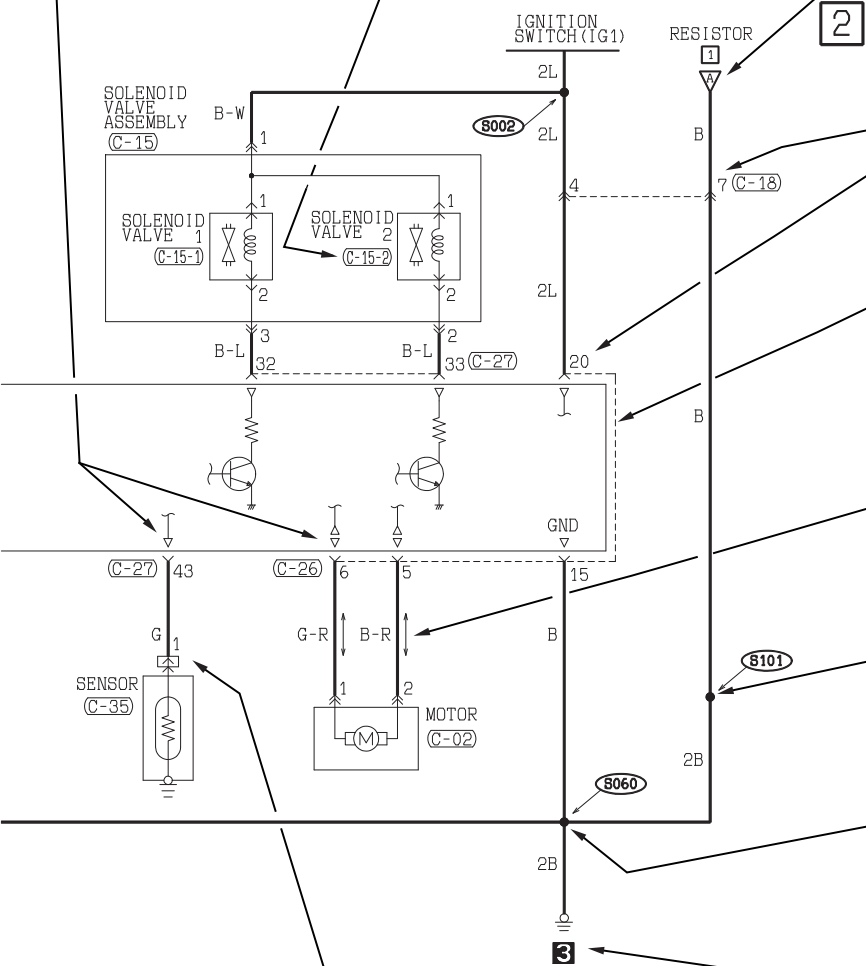 IGNITION
SWITCH(IG1)
RESISTOR
2
1
A
2L
SOLENOID
VALVE
ASSEMBLY
(C-15)
B-W
1
S002
2L
B
4
7 (C-18)
1
1
SOLENOID
VALVE 1
(C-15-1)
SOLENOID
VALVE 2
(C-15-2)
2
2
2L
3
2
B-L
B-L
32
33 (C-27)
20
B
GND
(C-27) 43
(C-26) 6
5
15
G
1
G-R
B-R
B
SENSOR
(C-35)
1
2
MOTOR
(C-02)
M
S101
2B
S060
2B
3